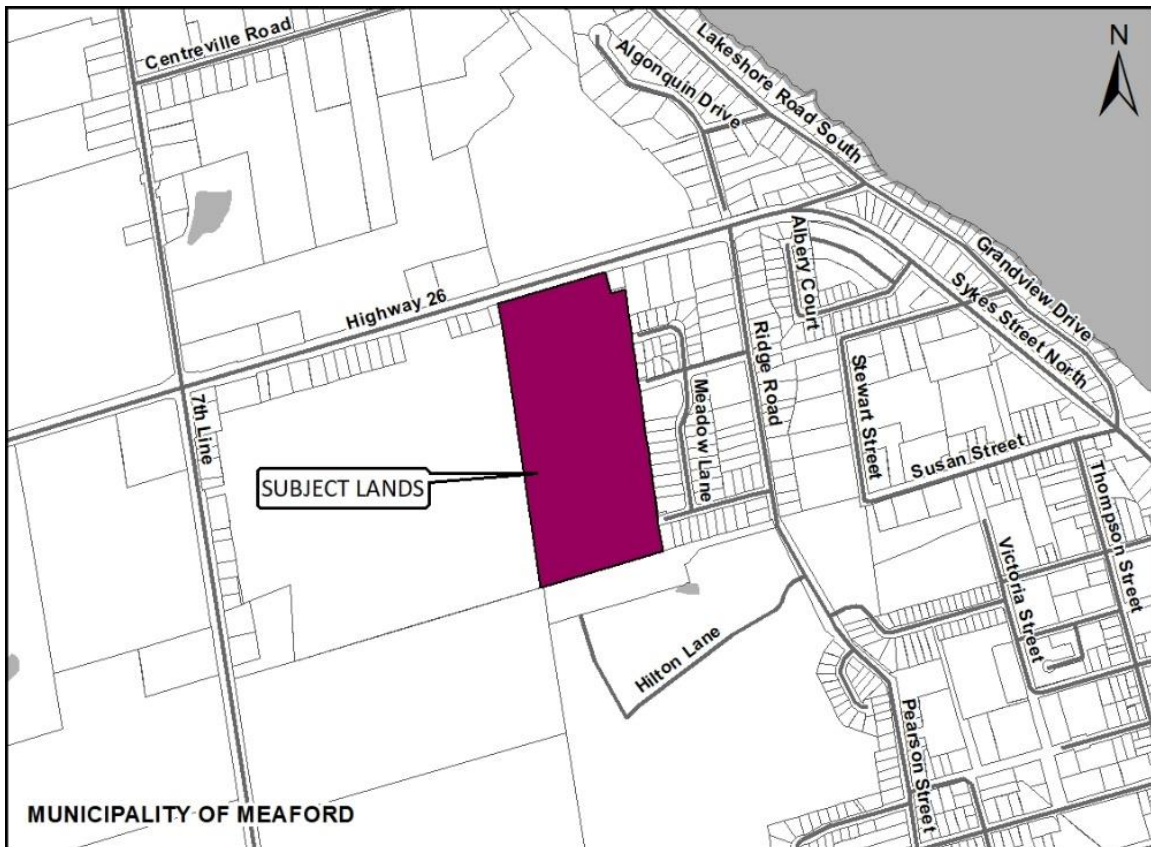 Centreville Road
N
Lakeshore Road South
Algonquin Drive
Highway 26
Albery Court
Grandview Drive
Sykes Street North
Ridge Road
7th Line
Meadow Lane
Stewart Street
Susan Street
SUBJECT LANDS
Thompson Street
Victoria Street
Hilton Lane
Pearson Street
MUNICIPALITY OF MEAFORD